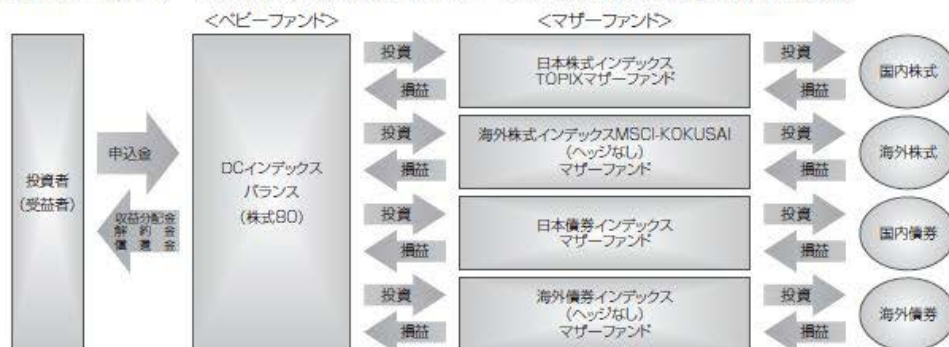 <ベビーファンド>
<マザーファンド>
投資者
(受益者)
申込金
収益分配金
解約金
償還金
DCインデックス
バランス
(株式80)
投資
損益
日本株式インデックス
TOPIXマザーファンド
投資
損益
国内株式
投資
損益
海外株式インデックスMSCI-KOKUSAI
(ヘッジなし)
マザーファンド
投資
損益
海外株式
投資
損益
日本債券インデックス
マザーファンド
投資
損益
国内債券
投資
損益
海外債券インデックス
(ヘッジなし)
マザーファンド
投資
損益
海外債券